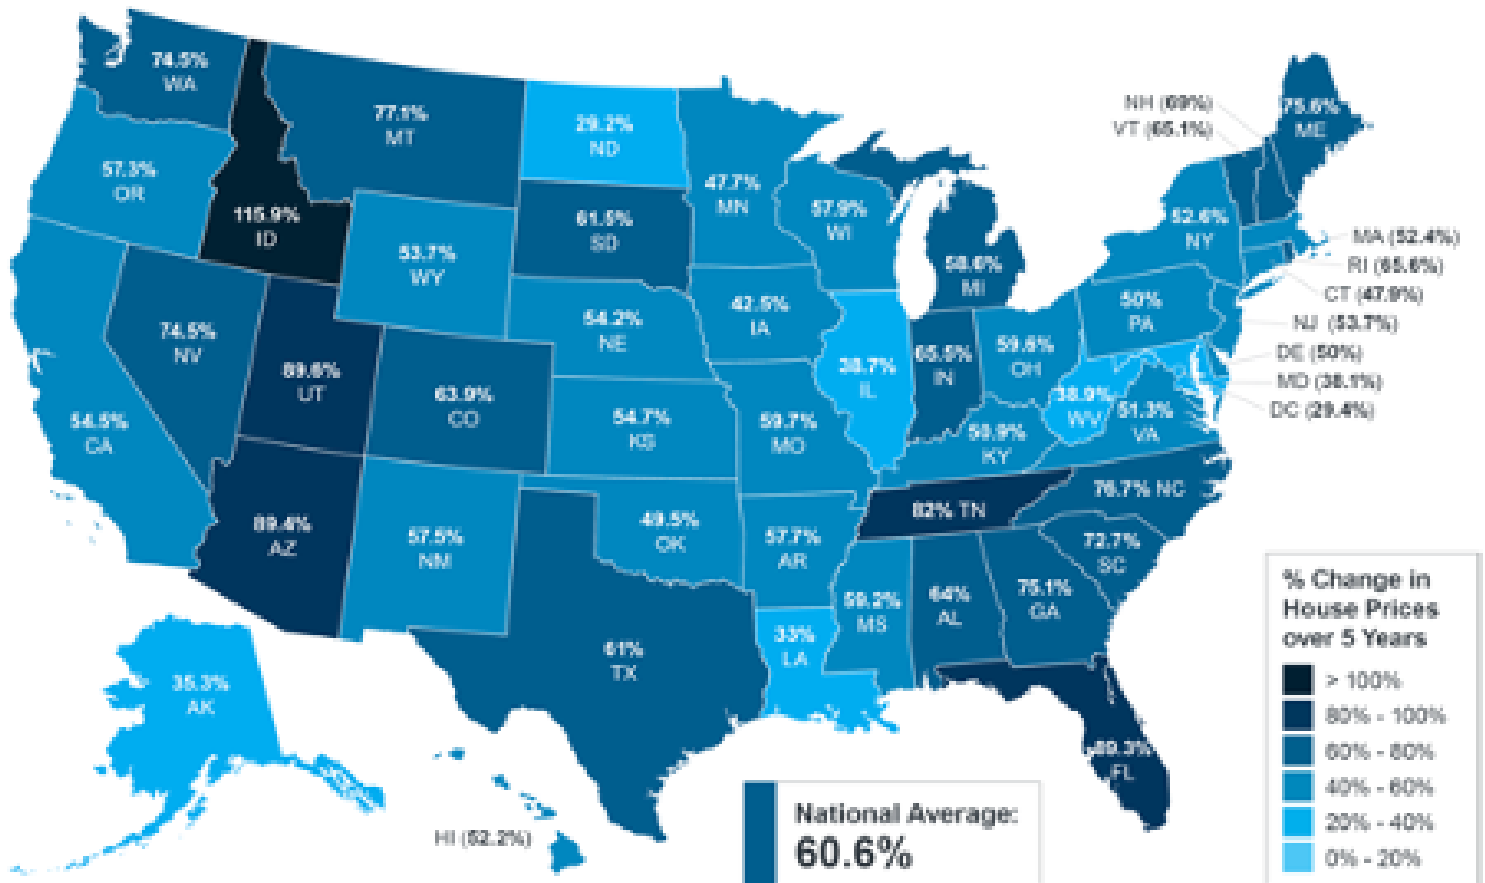 74.5%
WA
77.1%
MT
29.2%
ND
47.7%
MN
57.9%
WI
NH (69%)
VT (65.1%)
75.6%
ME
57.3%
OR
ID
53.7%
WY
61.5%
SD
MI
52.6%
NY
MA (52.4%)
RI (65.6%)
CT (47.9%)
NJ (53.7%)
DE (50%)
MD (38.1%)
DC (29.4%)
74.5%
NV
89.6%
UT
63.9%
CO
54.2%
NE
42.5%
IA
38.7%
IL
65.5%
IN
59.6%
OH
50%
PA
38.9%
WV
51.3%
VA
54.5%
CA
54.7%
KS
59.7%
MO
KY
89.4%
AZ
57.5%
NM
49.5%
OK
57.7%
AR
82% TN
76.7% NC
72.7%
SC
61%
TX
33%
LA
MS
64%
AL
75.1%
GA
89.3%
FL
35.3%
AK
HI (52.2%)
National Average:
60.6%
% Change in
House Prices
over 5 Years
> 100%
80% - 100%
60% - 80%
40% - 60%
20% - 40%
0% - 20%